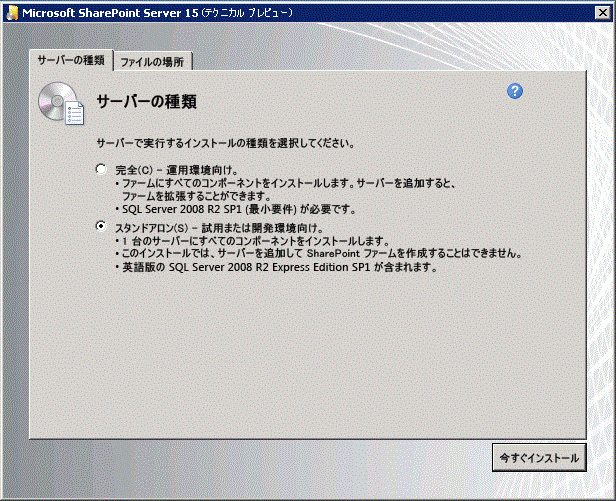 Microsoft SharePoint Server 15 (テクニカル プレビュー)
サーバーの種類 ファイルの場所
サーバーの種類
サーバーで実行するインストールの種類を選択してください。
完全(C) - 運用環境向け。
• ファームにすべてのコンポーネントをインストールします。サーバーを追加すると、
ファームを拡張することができます。
• SQL Server 2008 R2 SP1 (最小要件) が必要です。
スタンドアロン(S) - 試用または開発環境向け。
• 1 台のサーバーにすべてのコンポーネントをインストールします。
• このインストールでは、サーバーを追加して SharePoint ファームを作成することはできません。
• 英語版の SQL Server 2008 R2 Express Edition SP1 が含まれます。
今すぐインストール